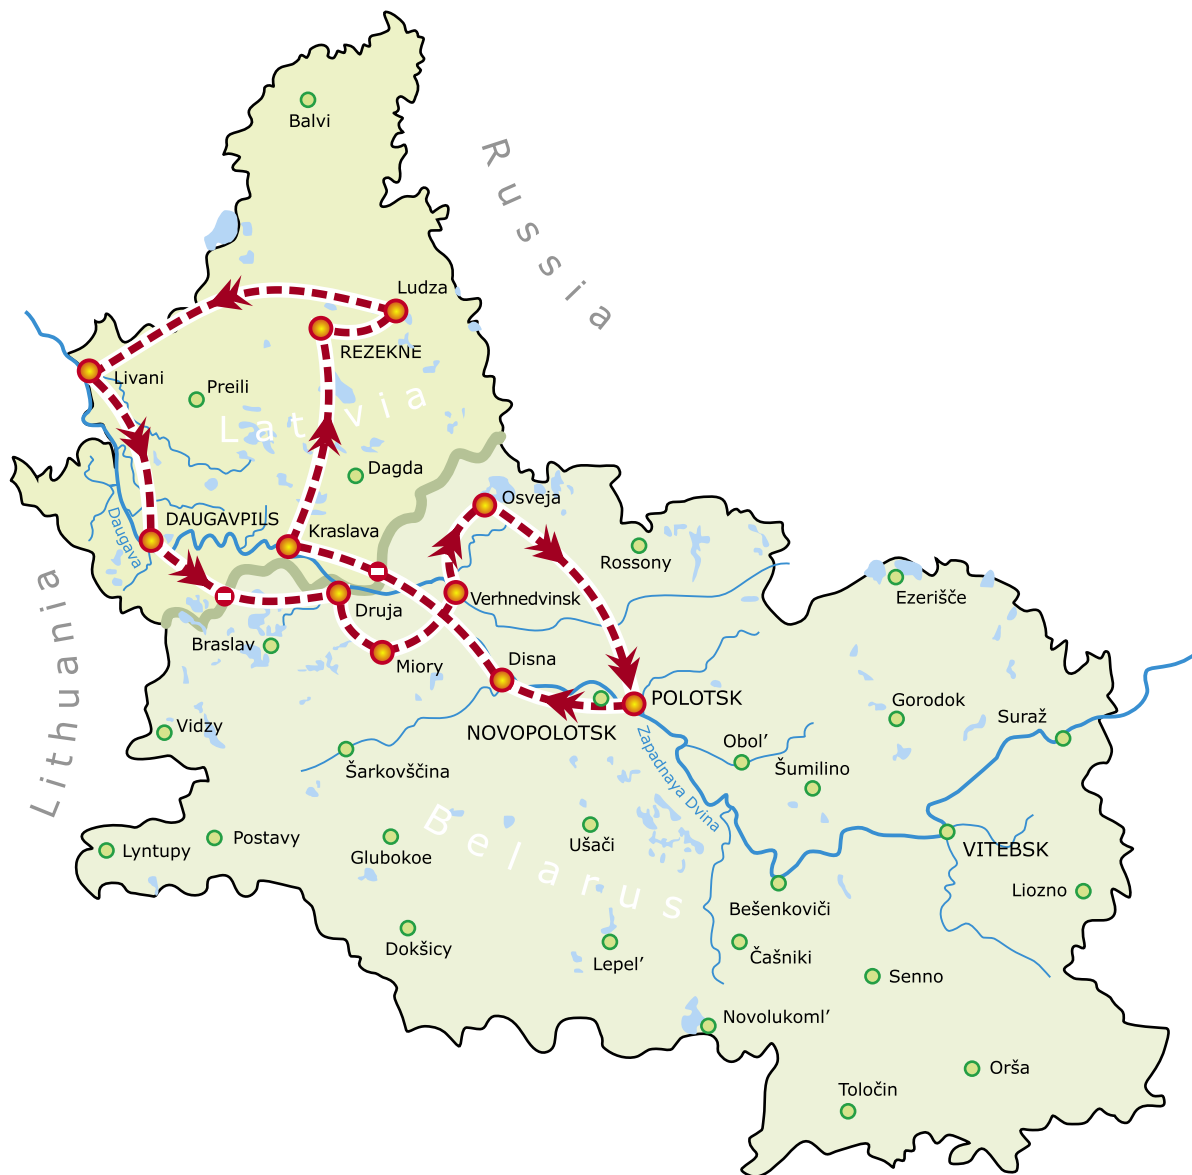 Balvi
Russia
Ludza
REZEKNE
Livani
Preili
Latvia
Dagda
Osveja
DAUGAVPILS
Kraslava
Daugava
Rossony
Ezerišče
Verhnedvinsk
Druja
Lithuania
Braslav
Miory
Disna
POLOTSK
Gorodok
Suraž
Vidzy
NOVOPOLOTSK
Obol’
Šarkovščina
Šumilino
Zapadnaya Dvina
Belarus
Postavy
Lyntupy
Glubokoe
Ušači
VITEBSK
Liozno
Bešenkoviči
Dokšicy
Lepel’
Čašniki
Senno
Novolukoml’
Orša
Toločin